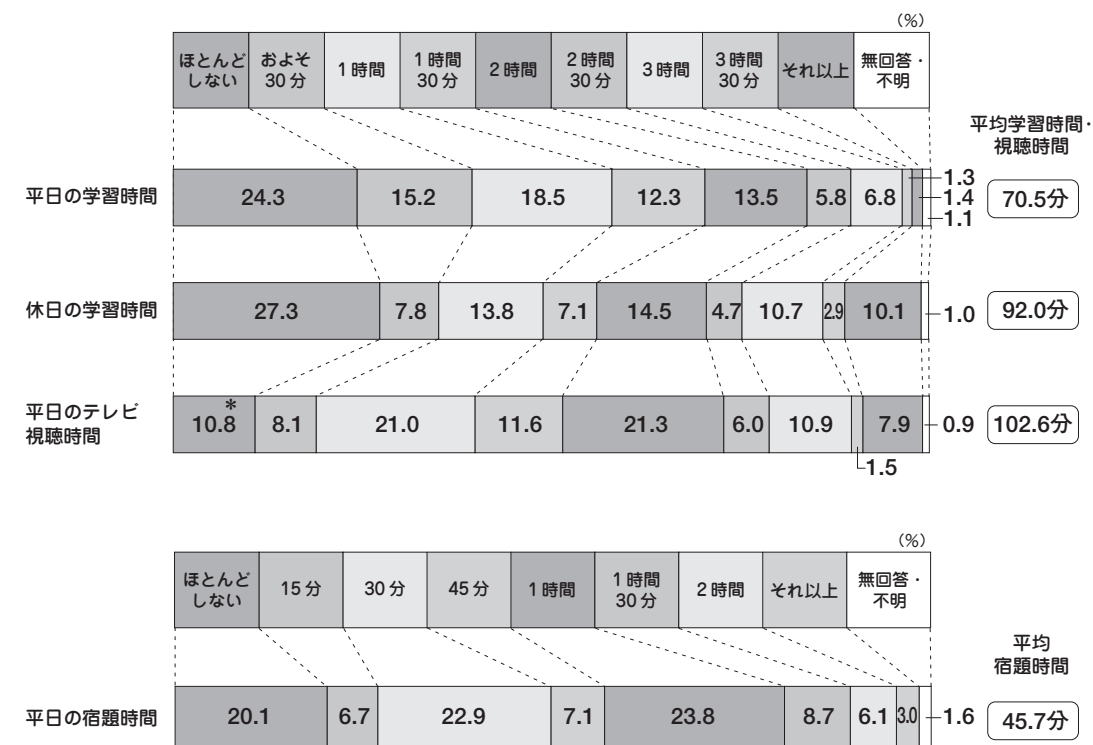 (%)
ほとんど しない
およそ 30分
1時間
1時間 30分
2時間
2時間 30分
3時間
3時間 30分
それ以上
無回答・ 不明
平均学習時間・
視聴時間
平日の学習時間
24.3 15.2 18.5 12.3 13.5 5.8 6.8 1.3 1.4 1.1 70.5分
休日の学習時間
27.3 7.8 13.8 7.1 14.5 4.7 10.7 2.9 10.1 1.0 92.0分
平日のテレビ
視聴時間
10.8* 8.1 21.0 11.6 21.3 6.0 10.9 1.5 7.9 0.9 102.6分
(%)
ほとんど しない
15分
30分
45分
1時間
1時間 30分
2時間
それ以上
無回答・ 不明
平均
宿題時間
平日の宿題時間
20.1 6.7 22.9 7.1 23.8 8.7 6.1 3.0 1.6 45.7分